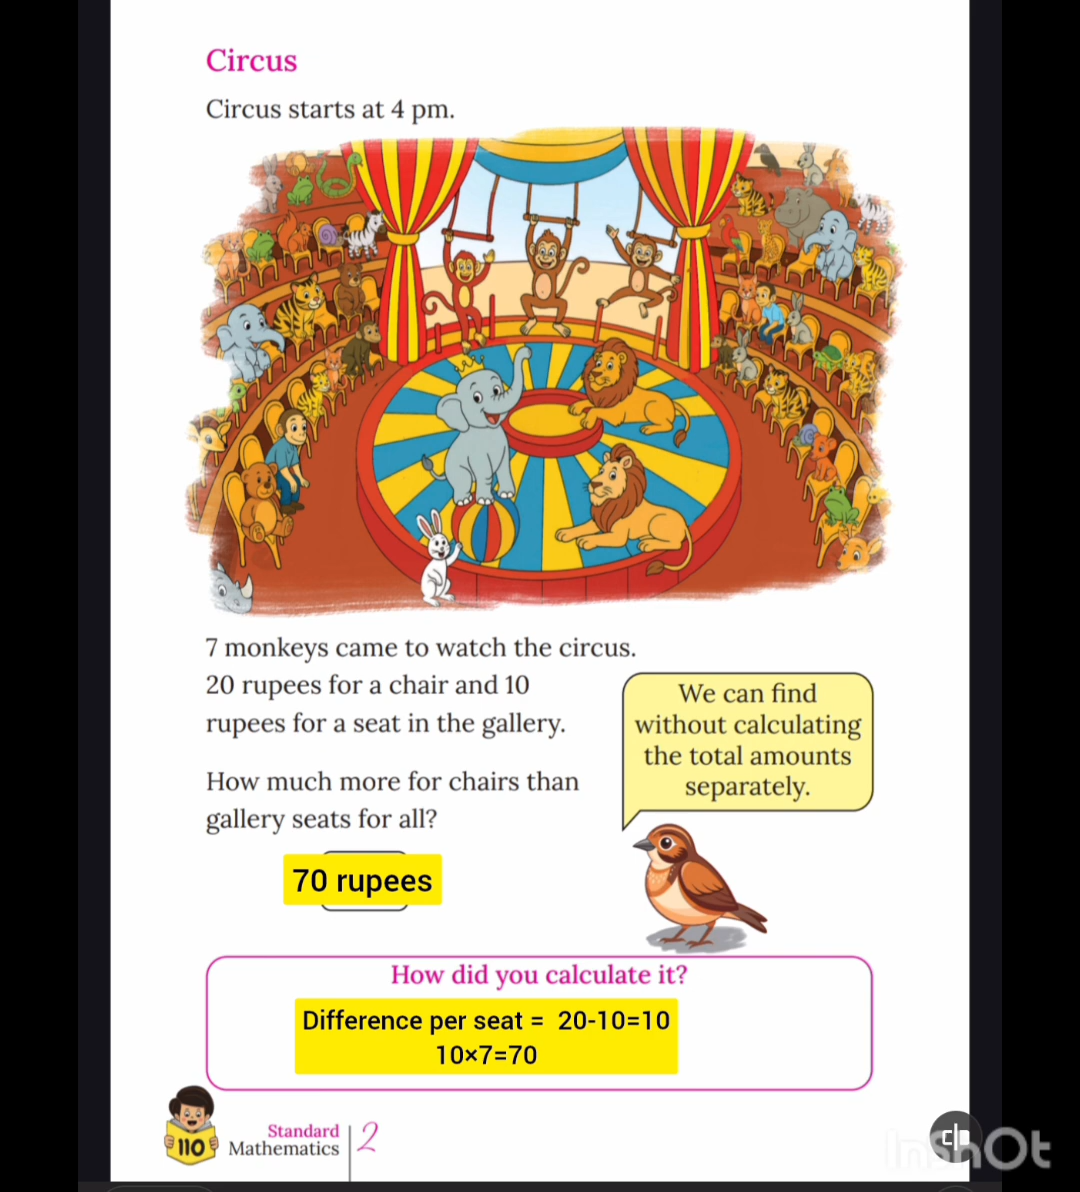 Circus
Circus starts at 4 pm.
7 monkeys came to watch the circus.
20 rupees for a chair and 10
rupees for a seat in the gallery.
We can find
without calculating
the total amounts
separately.
How much more for chairs than
gallery seats for all?
70 rupees
How did you calculate it?
Difference per seat = 20-10=10
10×7=70
110
Standard
Mathematics
2
InshOt